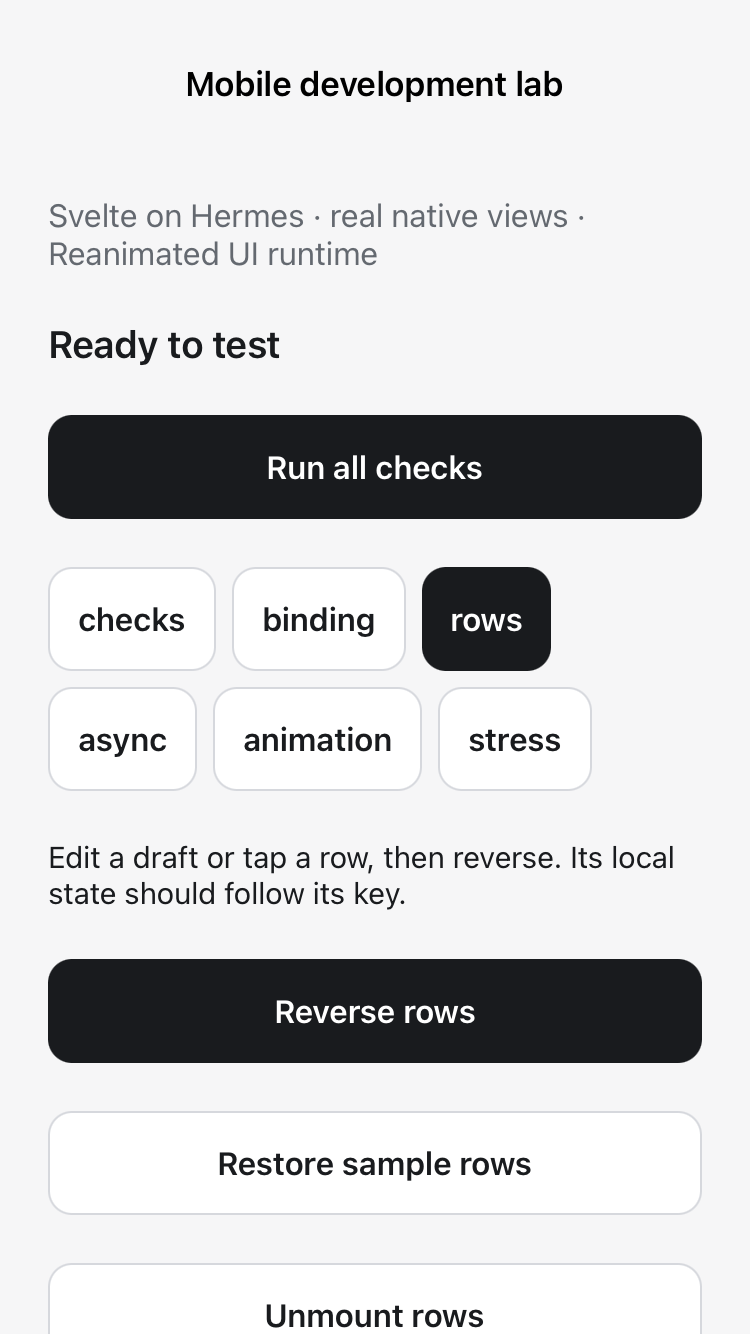 Mobile development lab
Svelte on Hermes · real native views ·
Reanimated UI runtime
Ready to test
Run all checks
checks
binding
rows
async
animation
stress
Edit a draft or tap a row, then reverse. Its local
state should follow its key.
Reverse rows
Restore sample rows
Unmount rows